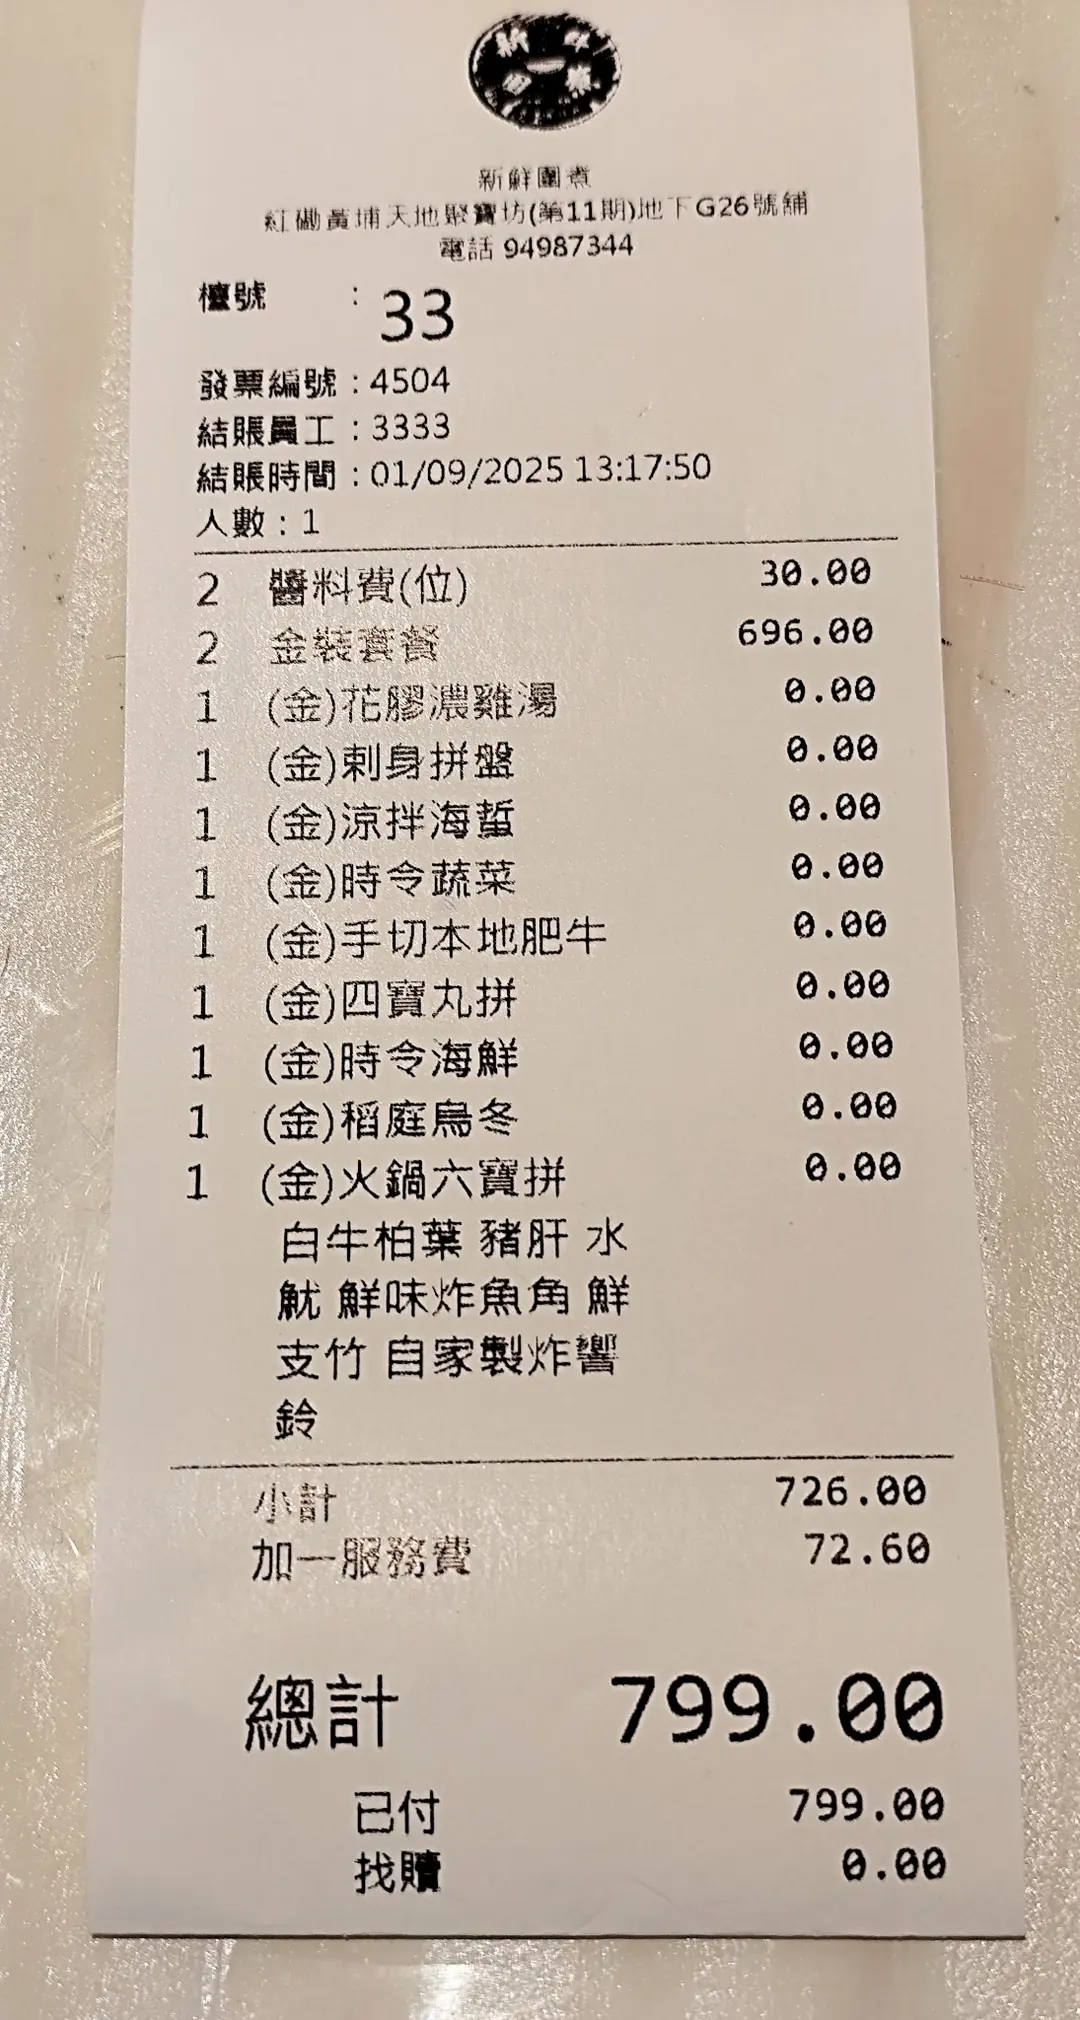 新鮮圍煮
紅磡黃埔天地聚寶坊(第11期)地下G26號舖
電話 94987344
檯號 : 33
發票編號 : 4504
結賬員工 : 3333
結賬時間 : 01/09/2025 13:17:50
人數 : 1
2 醬料費(位) 30.00
2 金裝套餐 696.00
1 (金)花膠濃雞湯 0.00
1 (金)刺身拼盤 0.00
1 (金)涼拌海蜇 0.00
1 (金)時令蔬菜 0.00
1 (金)手切本地肥牛 0.00
1 (金)四寶丸拼 0.00
1 (金)時令海鮮 0.00
1 (金)稻庭烏冬 0.00
1 (金)火鍋六寶拼 0.00
白牛柏葉 豬肝 水
魷 鮮味炸魚角 鮮
支竹 自家製炸響
鈴
小計 726.00
加一服務費 72.60
總計 799.00
已付 799.00
找贖 0.00